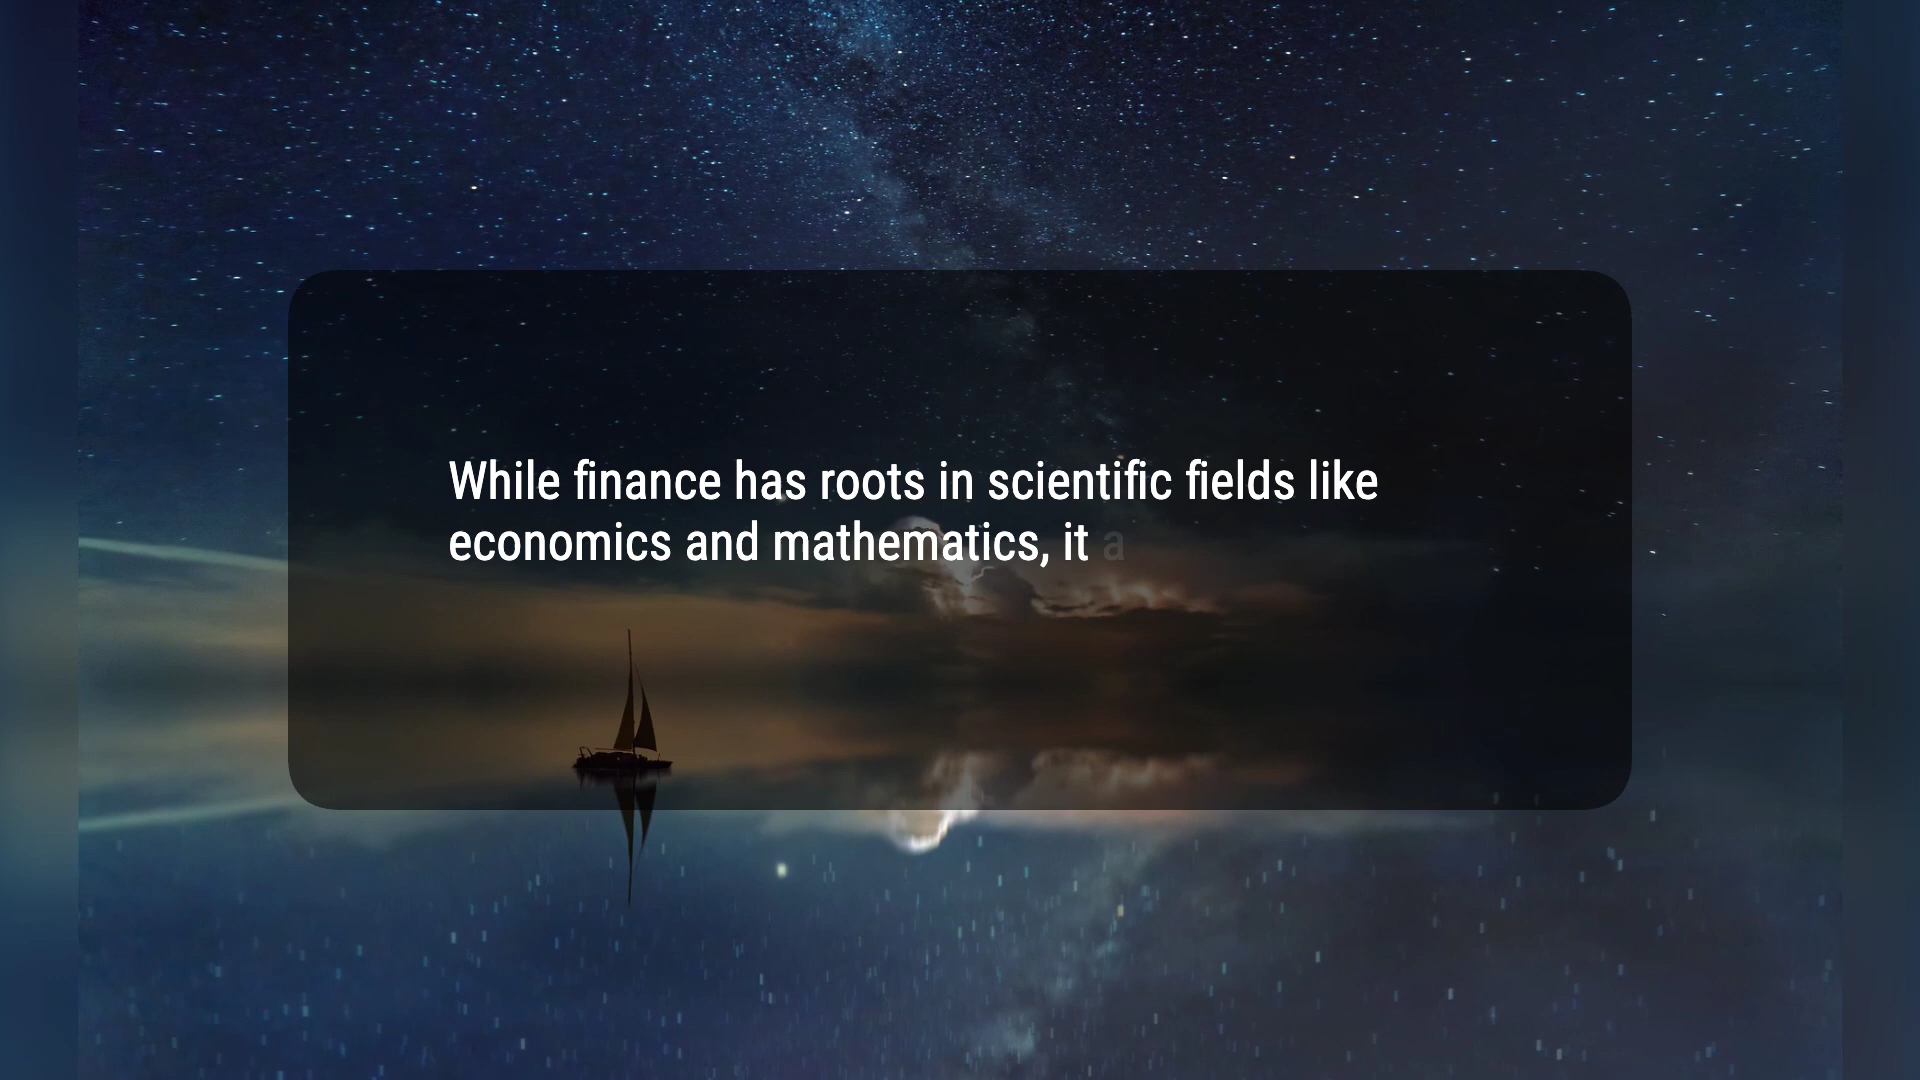 While finance has roots in scientific fields like
economics and mathematics, it a